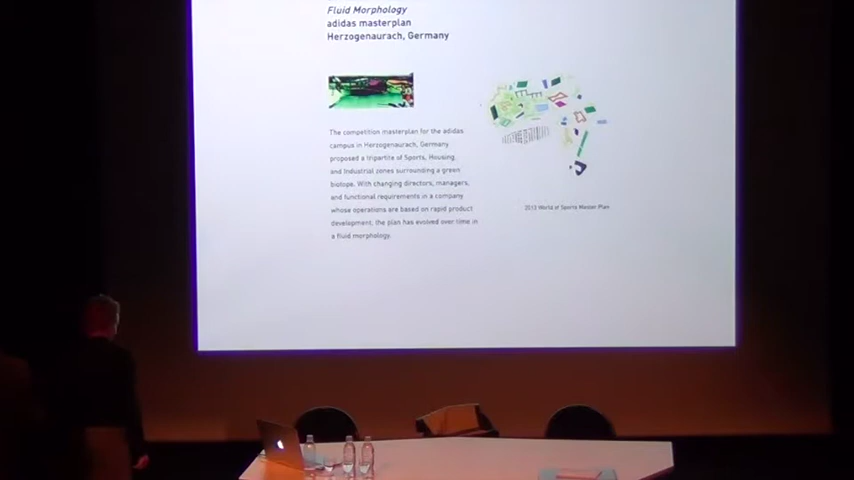 Fluid Morphology
adidas masterplan
Herzogenaurach, Germany
The competition masterplan for the adidas
campus in Herzogenaurach, Germany
proposed a tripartite of Sports, Housing
and Industrial zones surrounding a green
biotope. With changing directors, managers,
and functional requirements in a company
whose operations are based on rapid product
development, the plan has evolved over time in
a fluid morphology.
2013 World of Sports Master Plan